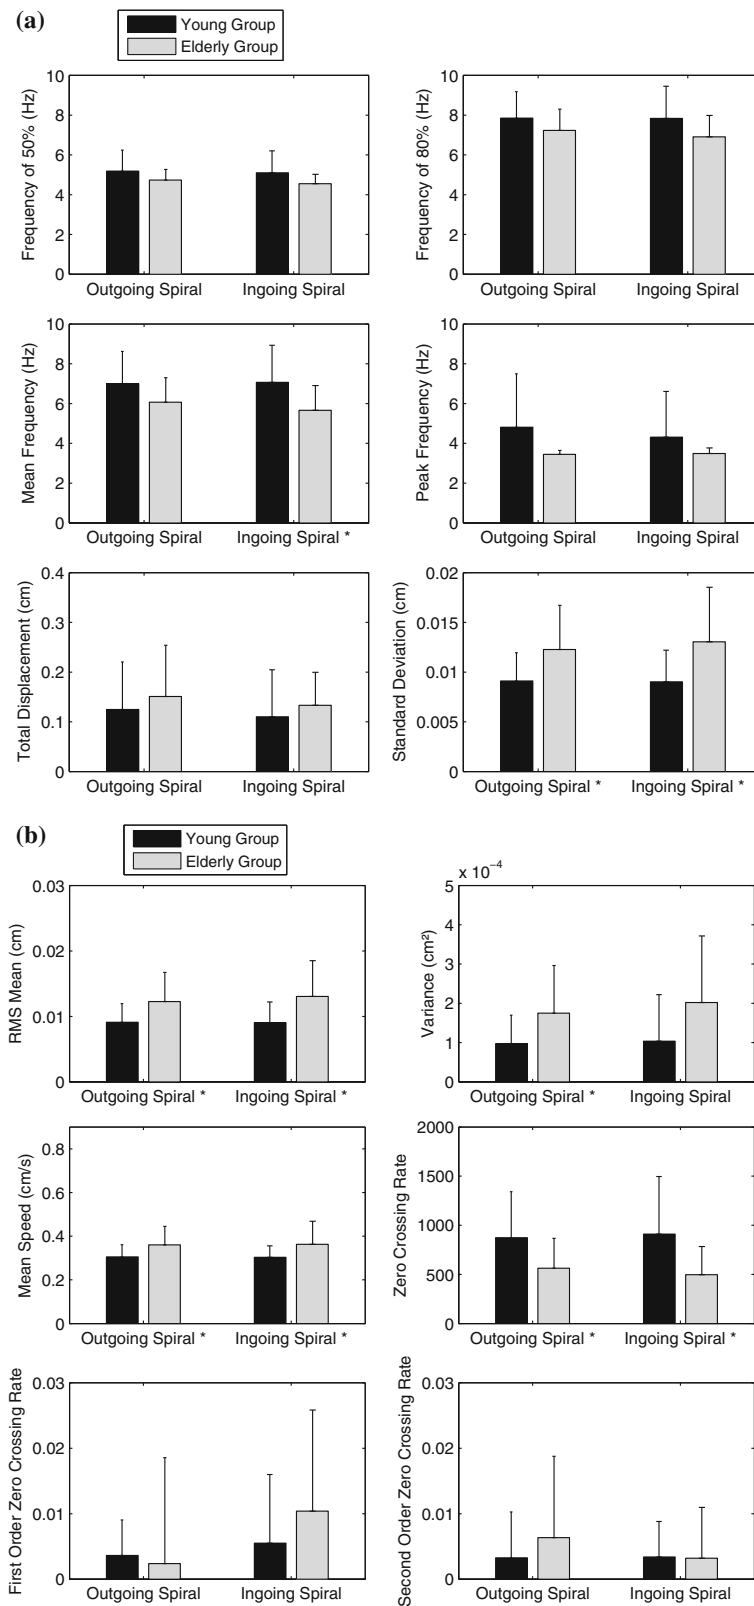 (a)
Young Group
Elderly Group
Frequency of 50% (Hz)
10
8
6
4
2
0
Outgoing Spiral Ingoing Spiral
Frequency of 80% (Hz)
10
8
6
4
2
0
Outgoing Spiral Ingoing Spiral
Mean Frequency (Hz)
10
8
6
4
2
0
Outgoing Spiral Ingoing Spiral *
Peak Frequency (Hz)
10
8
6
4
2
0
Outgoing Spiral Ingoing Spiral
Total Displacement (cm)
0.4
0.3
0.2
0.1
0
Outgoing Spiral Ingoing Spiral
Standard Deviation (cm)
0.02
0.015
0.01
0.005
0
Outgoing Spiral * Ingoing Spiral *
(b)
Young Group
Elderly Group
RMS Mean (cm)
0.03
0.02
0.01
0
Outgoing Spiral * Ingoing Spiral *
x 10⁻⁴
Variance (cm²)
5
4
3
2
1
0
Outgoing Spiral * Ingoing Spiral
Mean Speed (cm/s)
0.8
0.6
0.4
0.2
0
Outgoing Spiral * Ingoing Spiral *
Zero Crossing Rate
2000
1500
1000
500
0
Outgoing Spiral * Ingoing Spiral *
First Order Zero Crossing Rate
0.03
0.02
0.01
0
Outgoing Spiral Ingoing Spiral
Second Order Zero Crossing Rate
0.03
0.02
0.01
0
Outgoing Spiral Ingoing Spiral